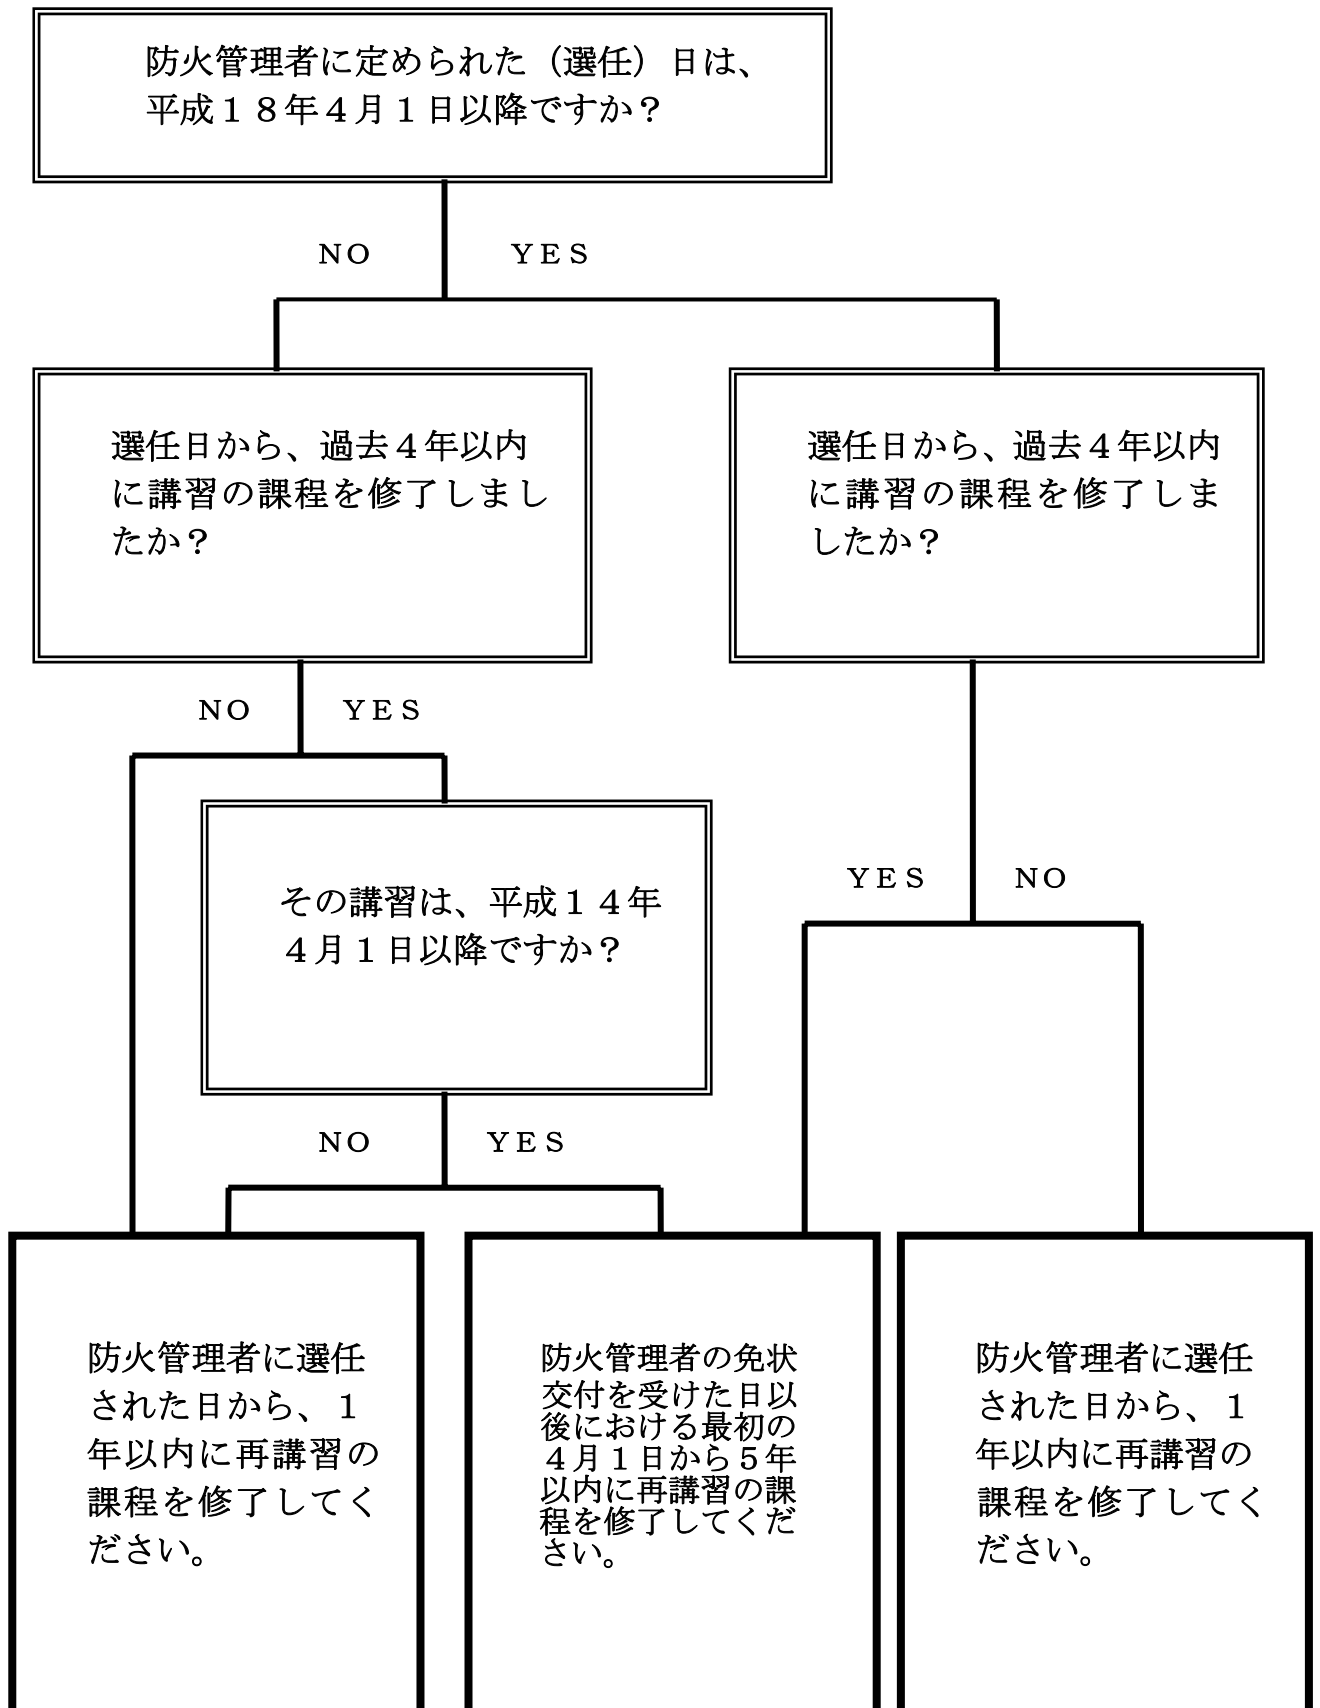 防火管理者に定められた（選任）日は、
平成１８年４月１日以降ですか？
ＮＯ
ＹＥＳ
選任日から、過去４年以内
に講習の課程を修了しまし
たか？
選任日から、過去４年以内
に講習の課程を修了しま
したか？
ＮＯ
ＹＥＳ
その講習は、平成１４年
４月１日以降ですか？
ＹＥＳ
ＮＯ
ＮＯ
ＹＥＳ
防火管理者に選任
された日から、１
年以内に再講習の
課程を修了してく
ださい。
防火管理者の免状
交付を受けた日以
後における最初の
４月１日から５年
以内に再講習の課
程を修了してくだ
さい。
防火管理者に選任
された日から、１
年以内に再講習の
課程を修了してく
ださい。